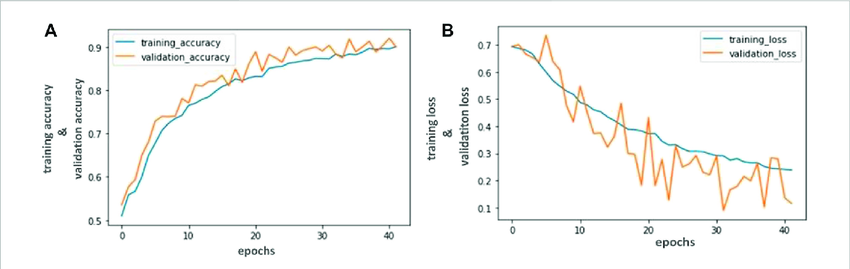 A
training_accuracy
validation_accuracy
training accuracy
&
validation accuracy
0.9
0.8
0.7
0.6
0.5
0
10
20
30
40
epochs
B
training_loss
validation_loss
training loss
&
validatiton loss
0.7
0.6
0.5
0.4
0.3
0.2
0.1
0
10
20
30
40
epochs